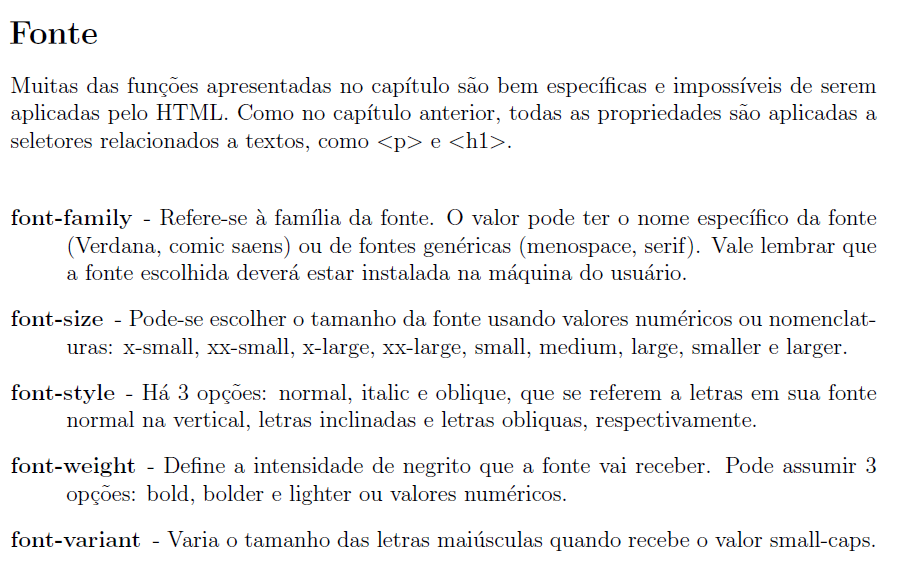 Fonte
Muitas das funções apresentadas no capítulo são bem específicas e impossíveis de serem
aplicadas pelo HTML. Como no capítulo anterior, todas as propriedades são aplicadas a
seletores relacionados a textos, como <p> e <h1>.
font-family - Refere-se à família da fonte. O valor pode ter o nome específico da fonte
(Verdana, comic saens) ou de fontes genéricas (menospace, serif). Vale lembrar que
a fonte escolhida deverá estar instalada na máquina do usuário.
font-size - Pode-se escolher o tamanho da fonte usando valores numéricos ou nomenclat-
uras: x-small, xx-small, x-large, xx-large, small, medium, large, smaller e larger.
font-style - Há 3 opções: normal, italic e oblique, que se referem a letras em sua fonte
normal na vertical, letras inclinadas e letras obliquas, respectivamente.
font-weight - Define a intensidade de negrito que a fonte vai receber. Pode assumir 3
opções: bold, bolder e lighter ou valores numéricos.
font-variant - Varia o tamanho das letras maiúsculas quando recebe o valor small-caps.